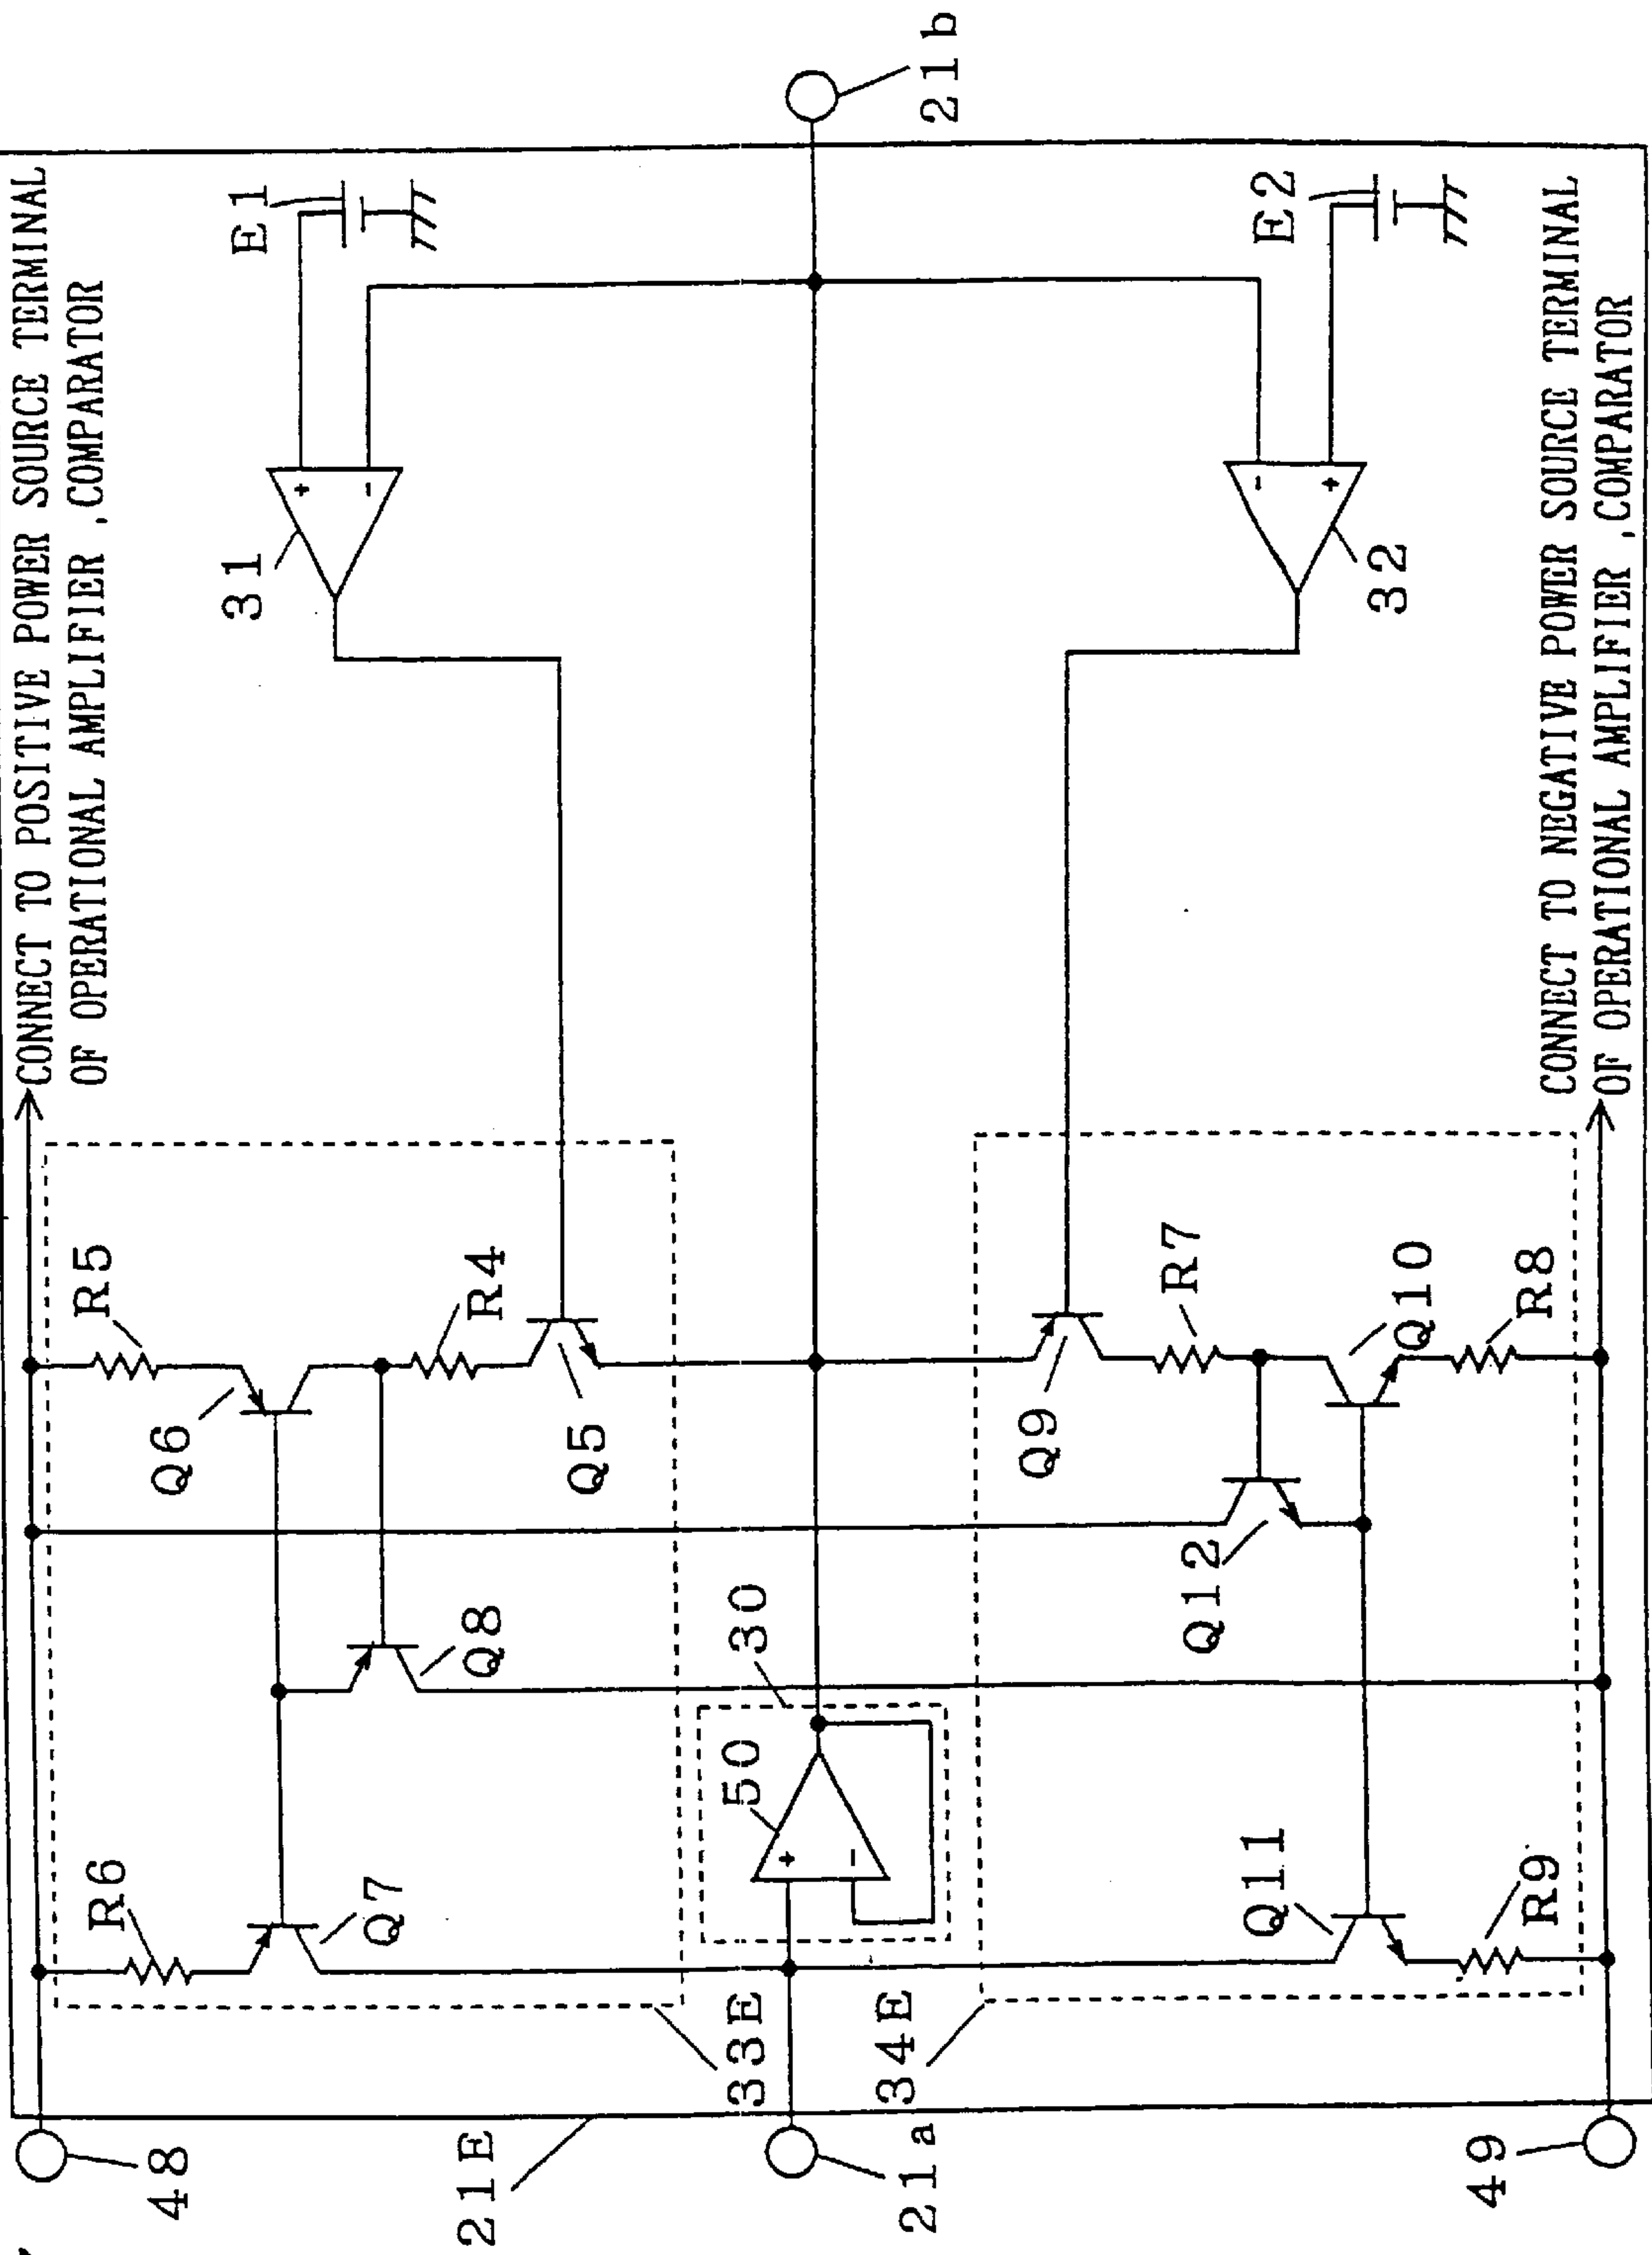 CONNECT TO POSITIVE POWER SOURCE TERMINAL
OF OPERATIONAL AMPLIFIER ,COMPARATOR
48
R6
Q7
R5
Q6
R4
Q8
Q5
31
+
-
E1
21E
33E
21a
34E
50
+
-
30
21b
Q9
R7
Q12
Q10
R8
Q11
R9
32
-
+
E2
49
CONNECT TO NEGATIVE POWER SOURCE TERMINAL
OF OPERATIONAL AMPLIFIER ,COMPARATOR